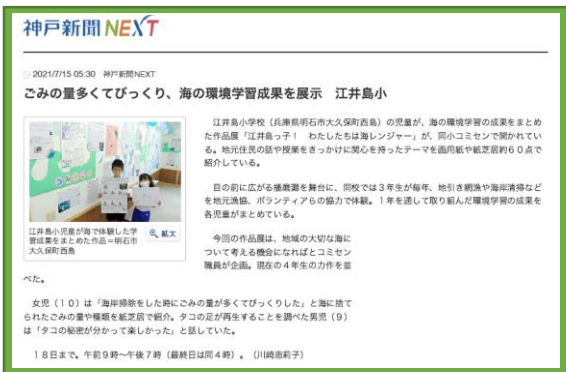 神戸新聞NEXT
2021/7/15 05:30 神戸新聞NEXT
ごみの量多くてびっくり、海の環境学習成果を展示 江井島小
江井島小学校（兵庫県明石市大久保町西島）の児童が、海の環境学習の成果をまとめ
た作品展「江井島っ子！ わたしたちは海レンジャー」が、同小コミセンで開かれてい
る。地元住民の話や授業をきっかけに関心を持ったテーマを画用紙や紙芝居約６０点で
紹介している。
目の前に広がる播磨灘を舞台に、同校では３年生が毎年、地引き網漁や海岸清掃など
を地元漁協、ボランティアらの協力で体験。１年を通して取り組んだ環境学習の成果を
各児童がまとめている。
江井島小児童が海で体験した学
習成果をまとめた作品＝明石市
大久保町西島
拡大
今回の作品展は、地域の大切な海に
ついて考える機会になればとコミセン
職員が企画。現在の４年生の力作を並
べた。
女児（１０）は「海岸掃除をした時にごみの量が多くてびっくりした」と海に捨て
られたごみの量や種類を紙芝居で紹介。タコの足が再生することを調べた男児（９）
は「タコの秘密が分かって楽しかった」と話していた。
１８日まで。午前９時～午後７時（最終日は同４時）。（川崎恵莉子）